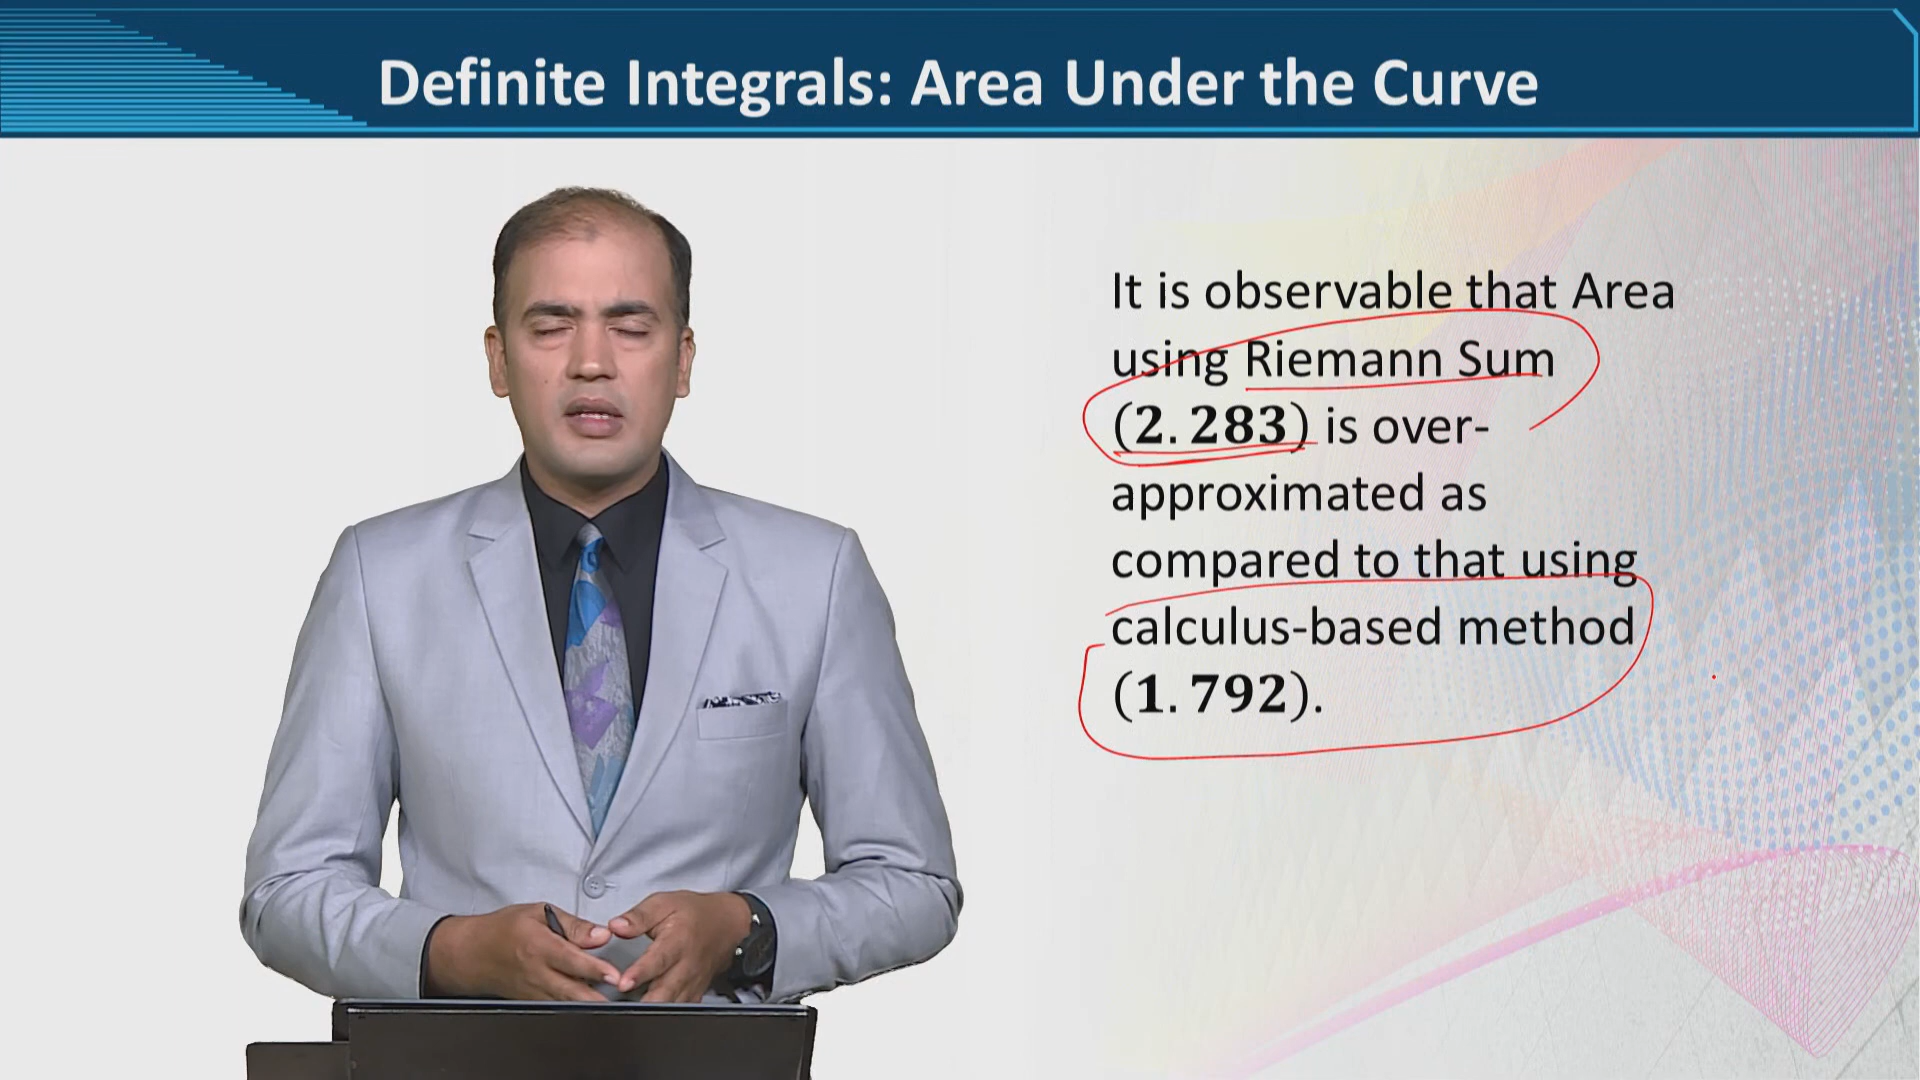 Definite Integrals: Area Under the Curve
It is observable that Area
using Riemann Sum
(2.283) is over-
approximated as
compared to that using
calculus-based method
(1.792).